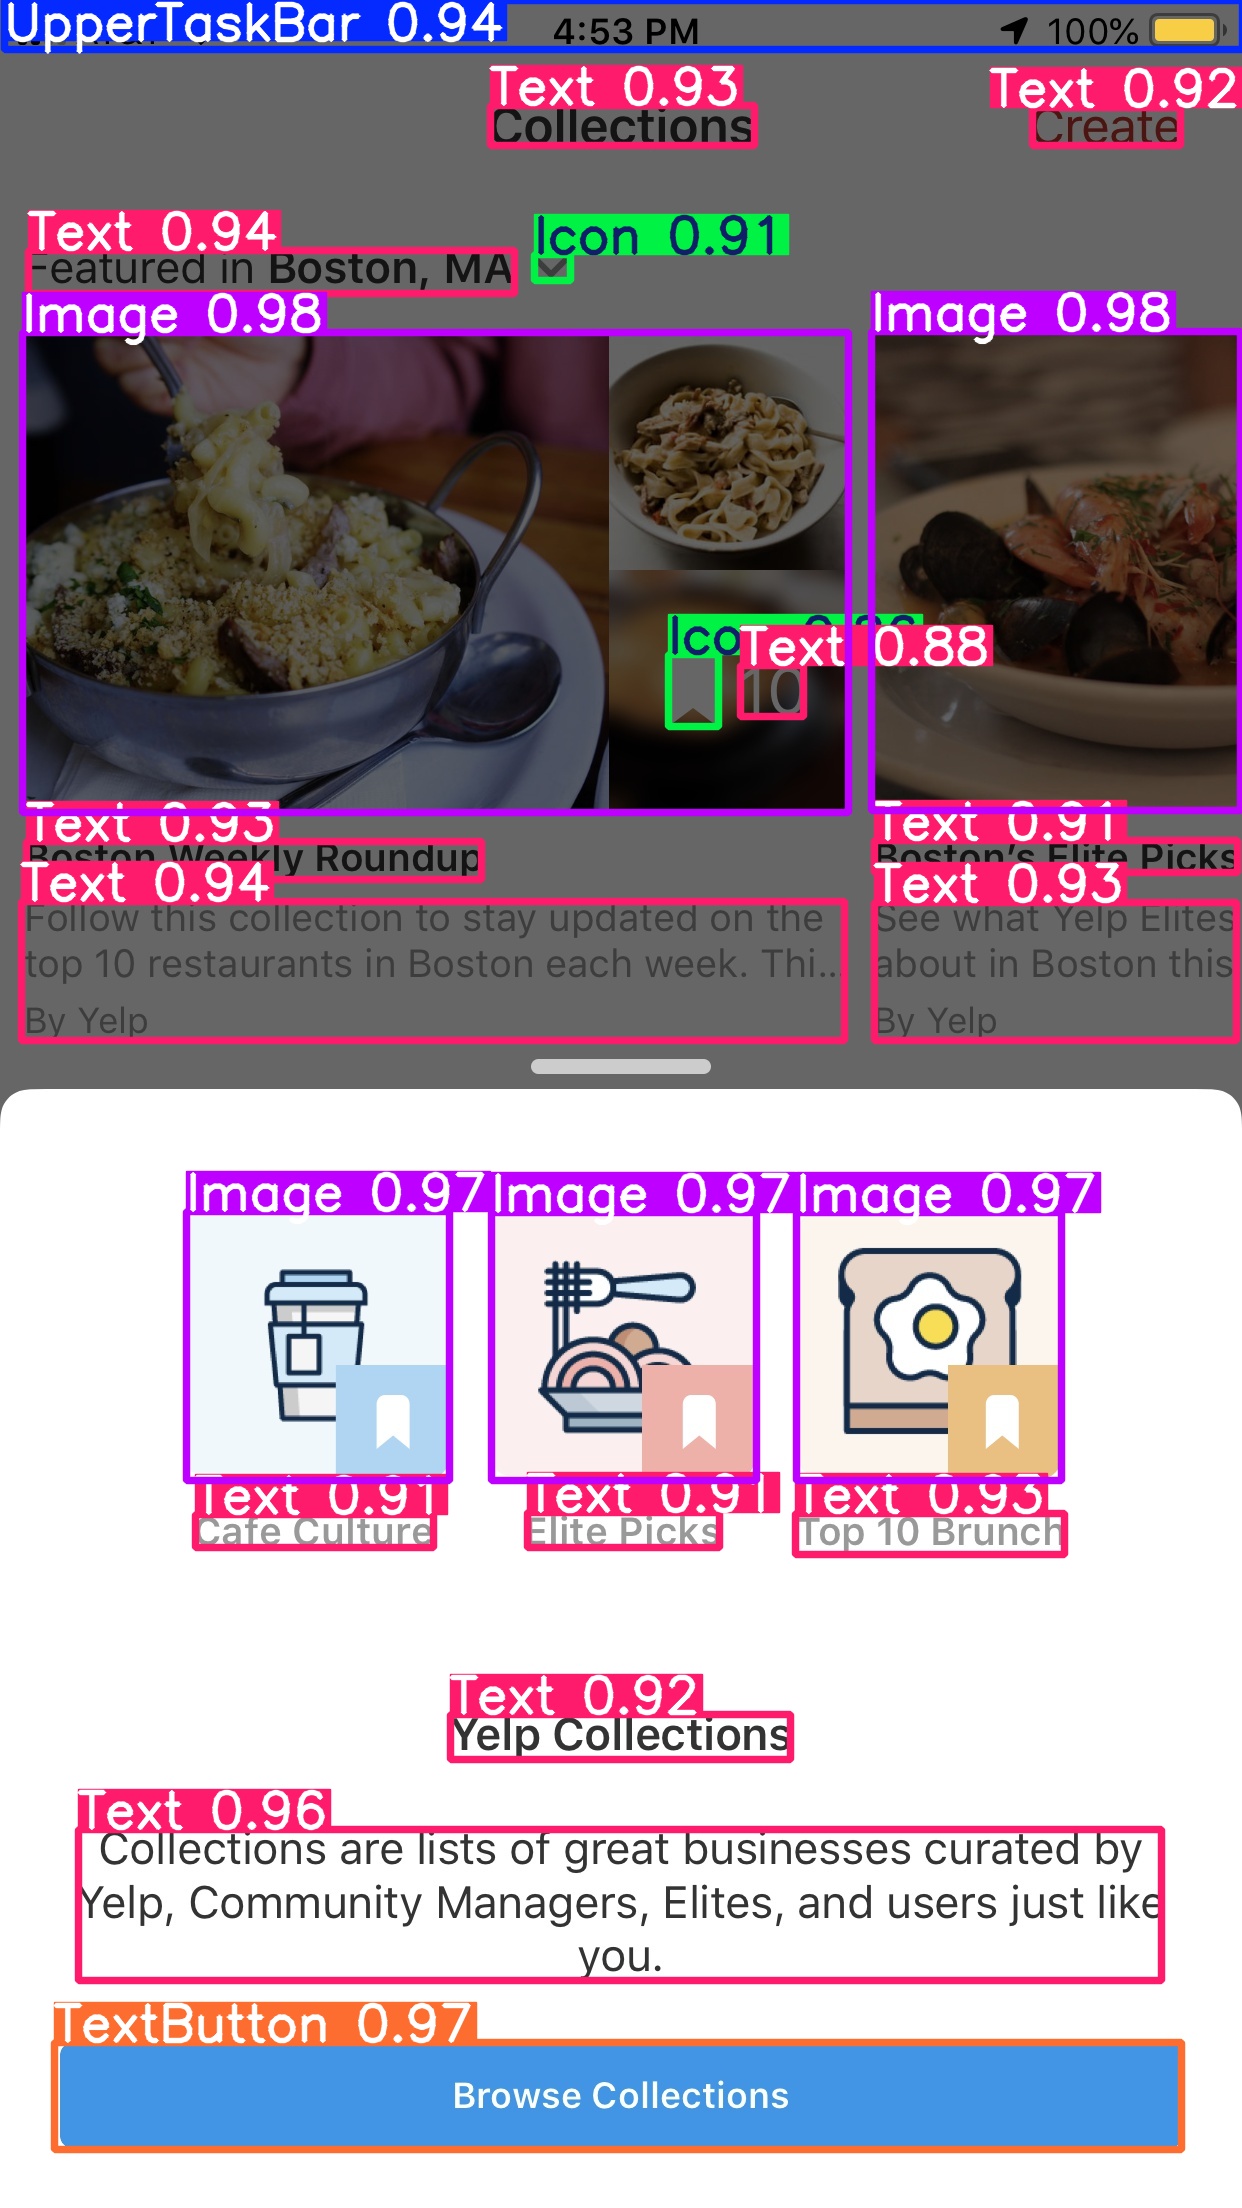 UpperTaskBar 0.94
4:53 PM
100%
Text 0.93
Text 0.92
Collections
Create
Text 0.94
Icon 0.91
Featured in Boston, MA
Image 0.98
Image 0.98
Text 0.88
10
Text 0.93
Text 0.91
Boston Weekly Roundup
Boston's Elite Picks
Text 0.94
Text 0.93
Follow this collection to stay updated on the
top 10 restaurants in Boston each week. Thi...
By Yelp
See what Yelp Elites
about in Boston this
By Yelp
Image 0.97
Image 0.97
Image 0.97
Text 0.91
Text 0.91
Text 0.93
Cafe Culture
Elite Picks
Top 10 Brunch
Text 0.92
Yelp Collections
Text 0.96
Collections are lists of great businesses curated by
Yelp, Community Managers, Elites, and users just like
you.
TextButton 0.97
Browse Collections